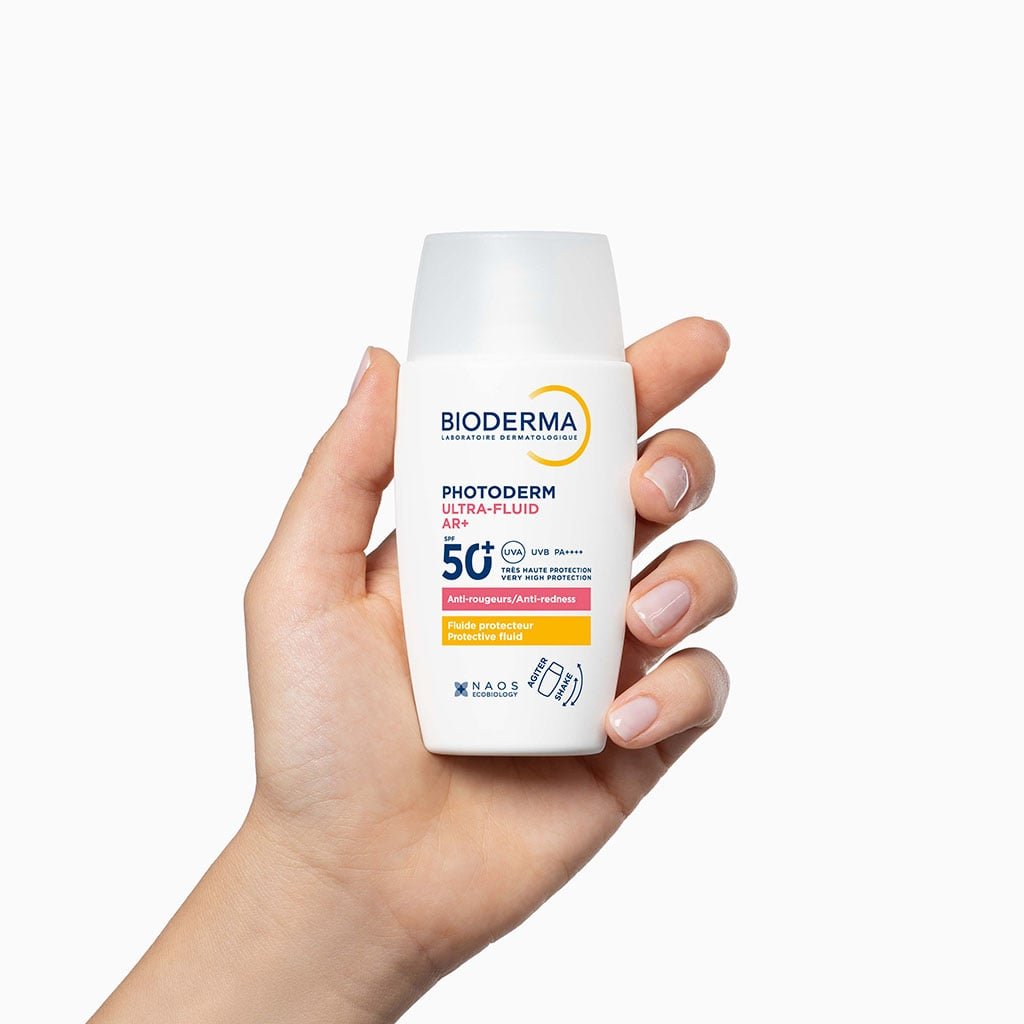 BIODERMA
LABORATOIRE DERMATOLOGIQUE
PHOTODERM
ULTRA-FLUID
AR+
SPF
50+
UVA UVB PA++++
TRÈS HAUTE PROTECTION
VERY HIGH PROTECTION
Anti-rougeurs/Anti-redness
Fluide protecteur
Protective fluid
NAOS
ECOBIOLOGY
AGITER
SHAKE